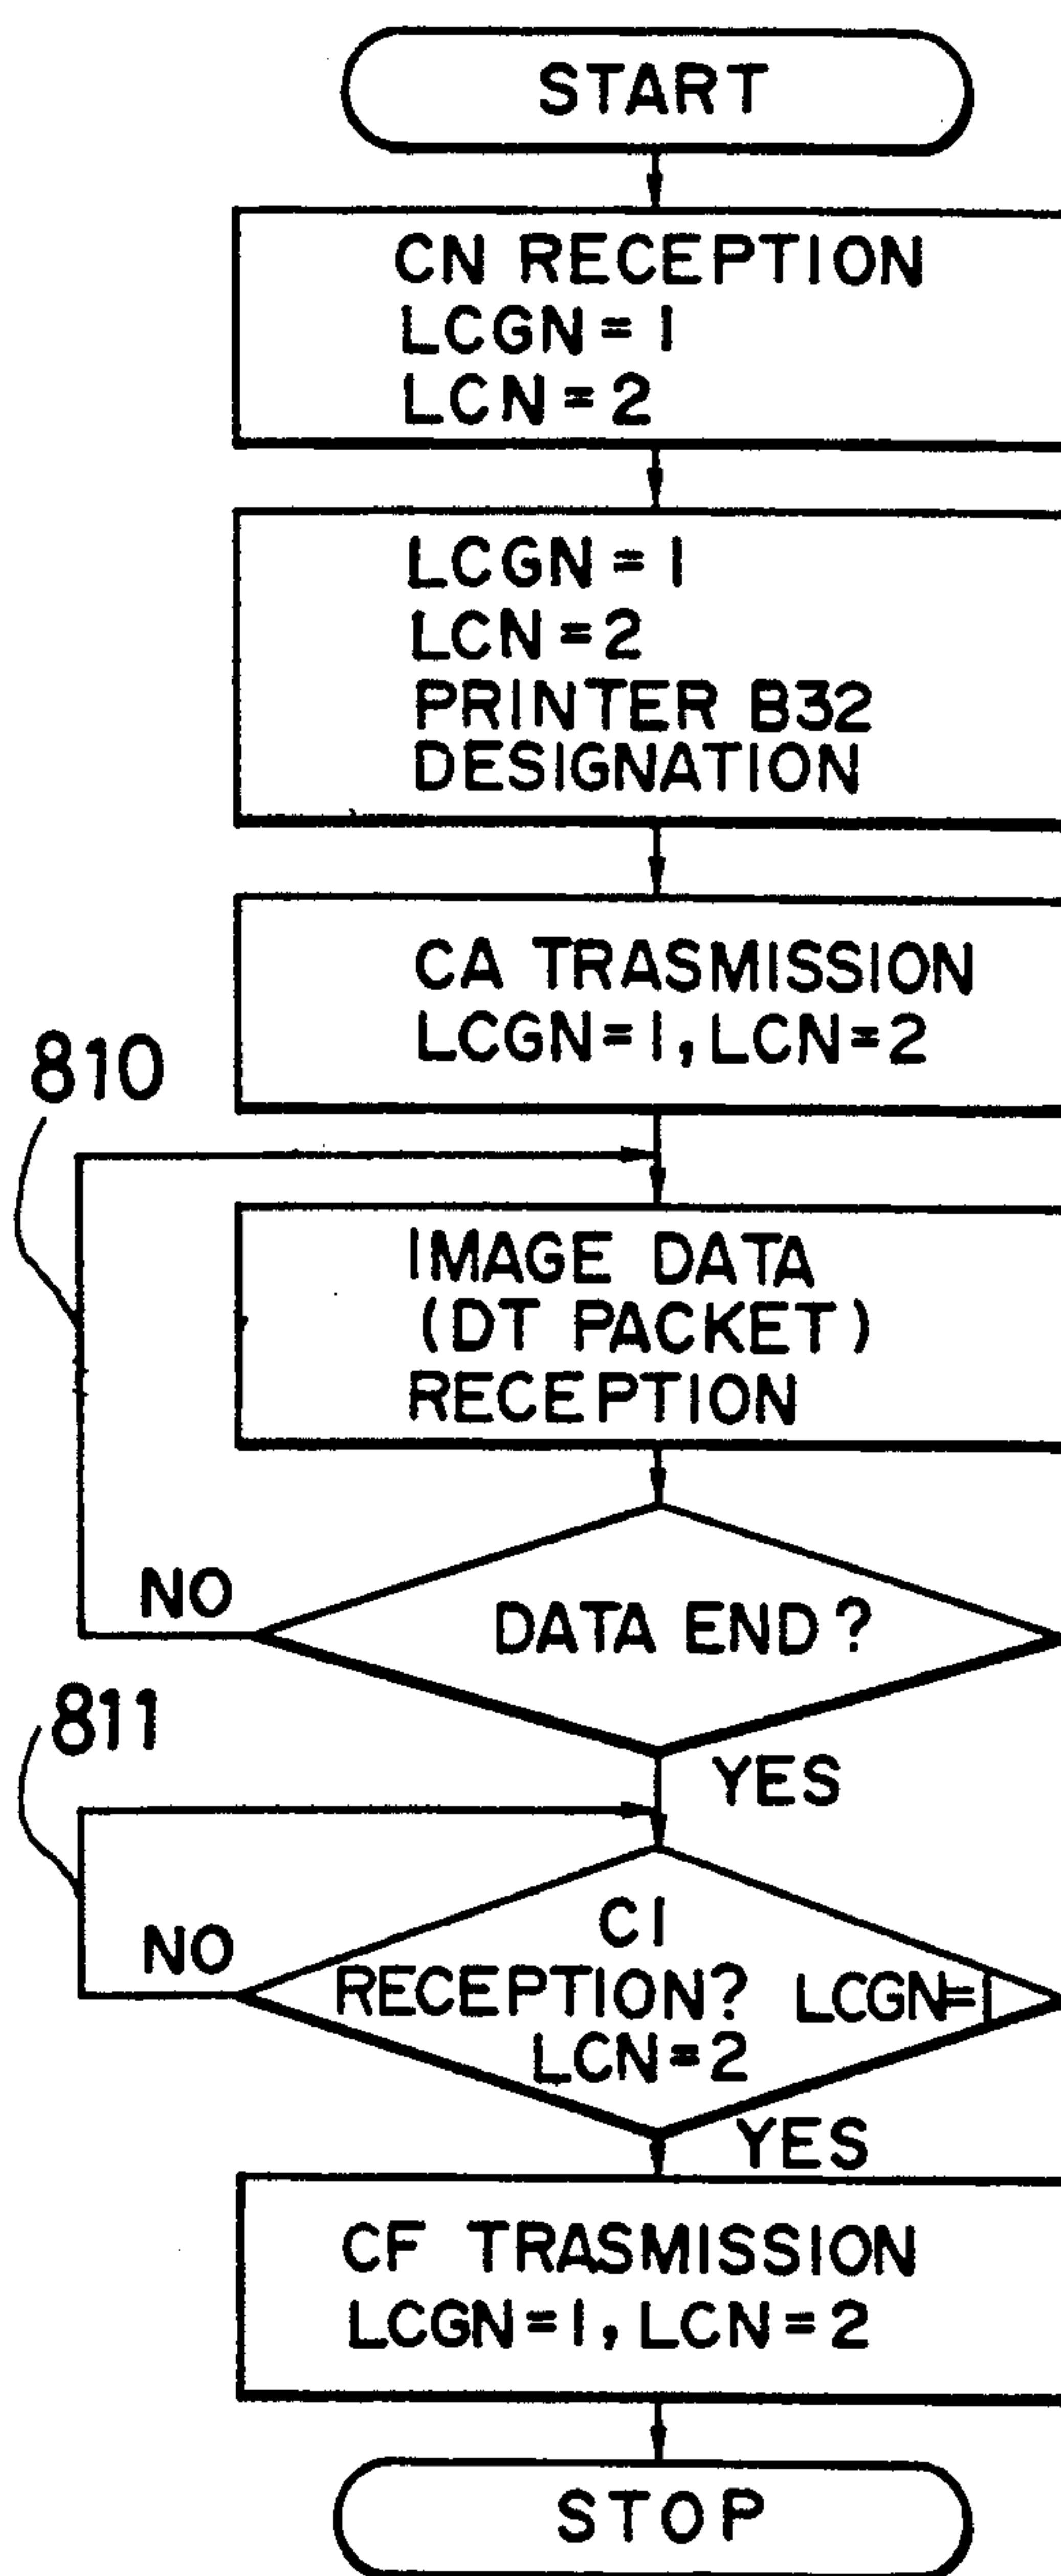 START
CN RECEPTION
LCGN = 1
LCN = 2
LCGN = 1
LCN = 2
PRINTER B32
DESIGNATION
CA TRASMISSION
LCGN=1, LCN=2
810
IMAGE DATA
(DT PACKET)
RECEPTION
NO
DATA END?
811
YES
NO
CI
RECEPTION? LCGN=1
LCN=2
YES
CF TRASMISSION
LCGN=1, LCN=2
STOP